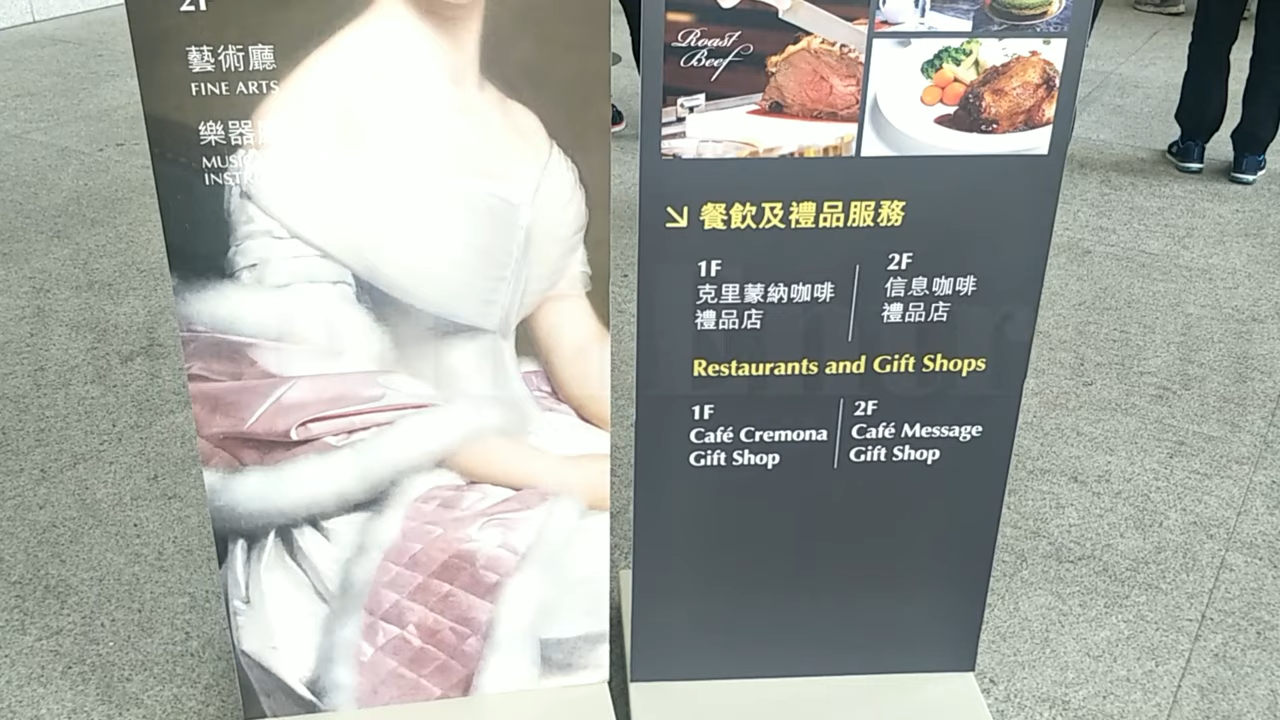 2F
藝術廳
FINE ARTS
樂器
Roast
Beef
餐飲及禮品服務
1F
克里蒙納咖啡
禮品店
2F
信息咖啡
禮品店
Restaurants and Gift Shops
1F
Café Cremona
Gift Shop
2F
Café Message
Gift Shop